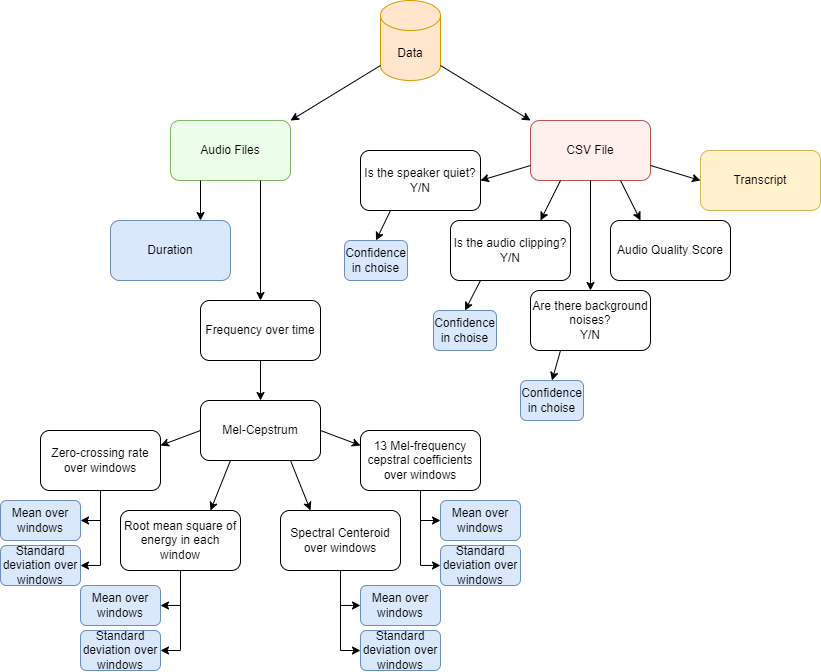 Data
Audio Files
CSV File
Is the speaker quiet?
Y/N
Transcript
Duration
Confidence
in choise
Is the audio clipping?
Y/N
Audio Quality Score
Confidence
in choise
Are there background
noises?
Y/N
Frequency over time
Confidence
in choise
Mel-Cepstrum
Zero-crossing rate
over windows
13 Mel-frequency
cepstral coefficients
over windows
Mean over
windows
Standard
deviation over
windows
Root mean square of
energy in each
window
Spectral Centeroid
over windows
Mean over
windows
Standard
deviation over
windows
Mean over
windows
Standard
deviation over
windows
Mean over
windows
Standard
deviation over
windows